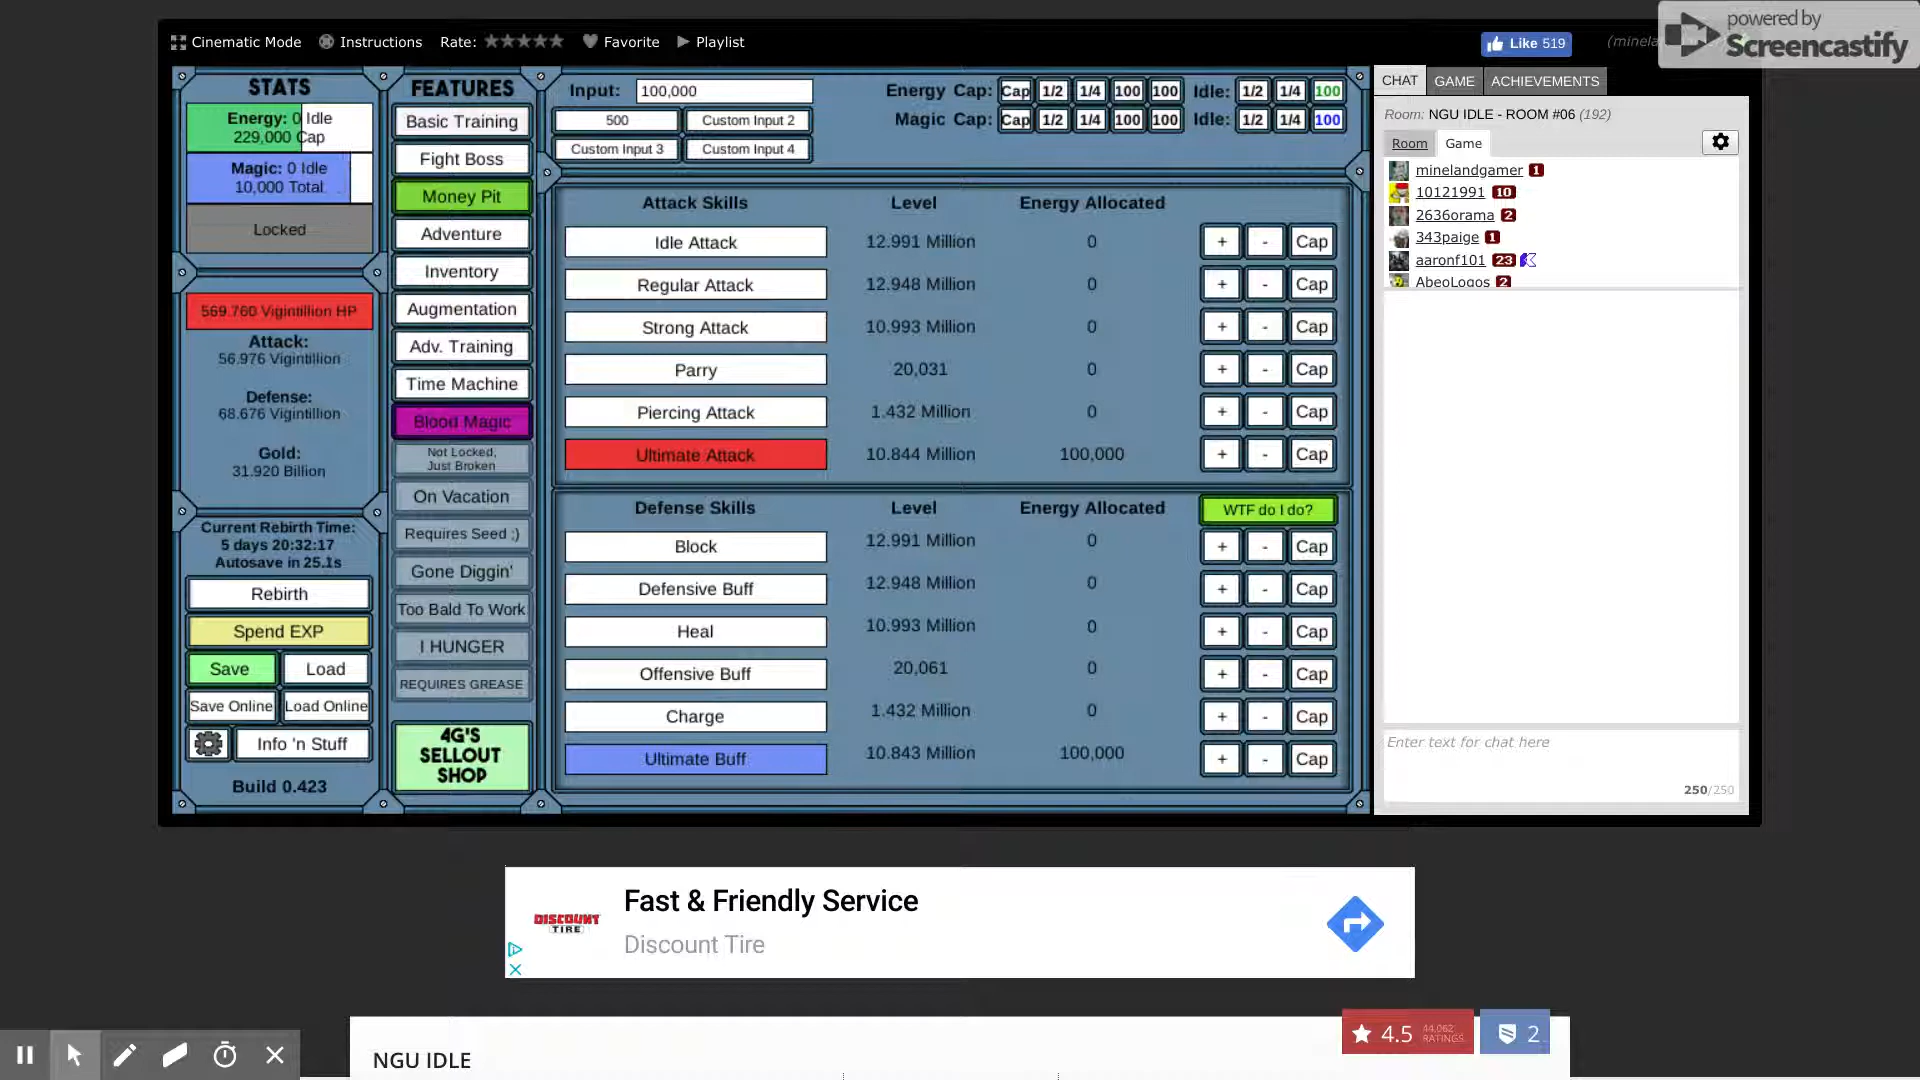 powered by
Screencastify
Cinematic Mode
Instructions
Rate:
Favorite
Playlist
Like 519
STATS
Energy: 0 Idle
229,000 Cap
Magic: 0 Idle
10,000 Total
Locked
569.760 Vigintillion HP
Attack:
56.976 Vigintillion
Defense:
68.676 Vigintillion
Gold:
31.920 Billion
Current Rebirth Time:
5 days 20:32:17
Autosave in 25.1s
Rebirth
Spend EXP
Save Load
Save Online Load Online
Info 'n Stuff
Build 0.423
FEATURES
Basic Training
Fight Boss
Money Pit
Adventure
Inventory
Augmentation
Adv. Training
Time Machine
Blood Magic
Not Locked,
Just Broken
On Vacation
Requires Seed ;)
Gone Diggin'
Too Bald To Work
I HUNGER
REQUIRES GREASE
4G'S
SELLOUT
SHOP
Input: 100,000
500 Custom Input 2
Custom Input 3 Custom Input 4
Energy Cap: Cap 1/2 1/4 100 100 Idle: 1/2 1/4 100
Magic Cap: Cap 1/2 1/4 100 100 Idle: 1/2 1/4 100
Attack Skills Level Energy Allocated
Idle Attack 12.991 Million 0 + - Cap
Regular Attack 12.948 Million 0 + - Cap
Strong Attack 10.993 Million 0 + - Cap
Parry 20,031 0 + - Cap
Piercing Attack 1.432 Million 0 + - Cap
Ultimate Attack 10.844 Million 100,000 + - Cap
Defense Skills Level Energy Allocated WTF do I do?
Block 12.991 Million 0 + - Cap
Defensive Buff 12.948 Million 0 + - Cap
Heal 10.993 Million 0 + - Cap
Offensive Buff 20,061 0 + - Cap
Charge 1.432 Million 0 + - Cap
Ultimate Buff 10.843 Million 100,000 + - Cap
CHAT GAME ACHIEVEMENTS
Room: NGU IDLE - ROOM #06 (192)
Room Game
minelandgamer 1
10121991 10
2636orama 2
343paige 1
aaronf101 23
AbeoLogos 2
Enter text for chat here
250/250
DISCOUNT
TIRE
Fast & Friendly Service
Discount Tire
4.5 44,062
RATINGS
2
NGU IDLE